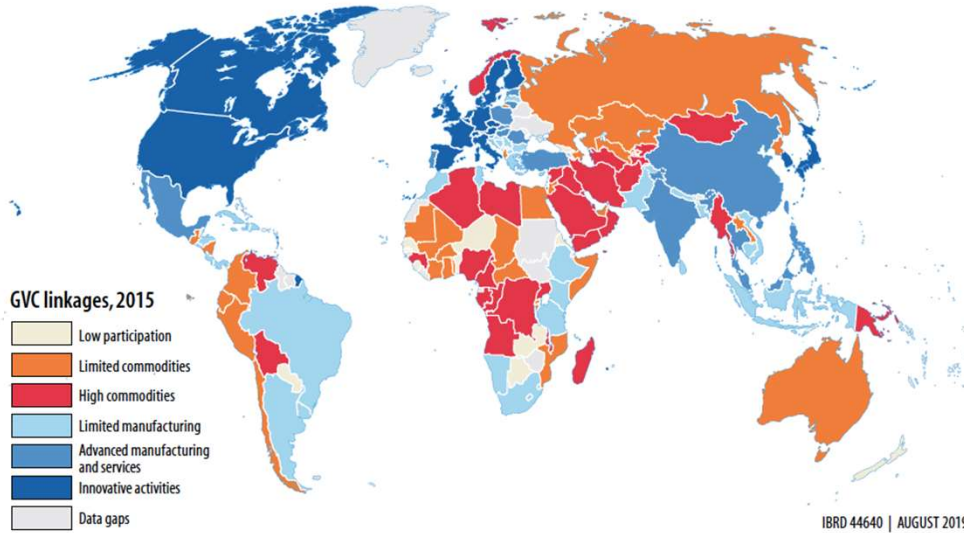 GVC linkages, 2015
Low participation
Limited commodities
High commodities
Limited manufacturing
Advanced manufacturing
and services
Innovative activities
Data gaps
IBRD 44640 | AUGUST 2019